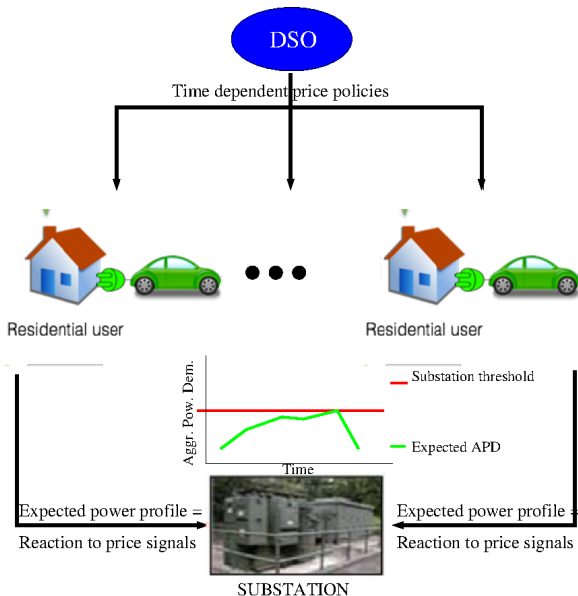 DSO
Time dependent price policies
Residential user
Residential user
Aggr. Pow. Dem.
Substation threshold
Expected APD
Time
Expected power profile =
Reaction to price signals
Expected power profile =
Reaction to price signals
SUBSTATION